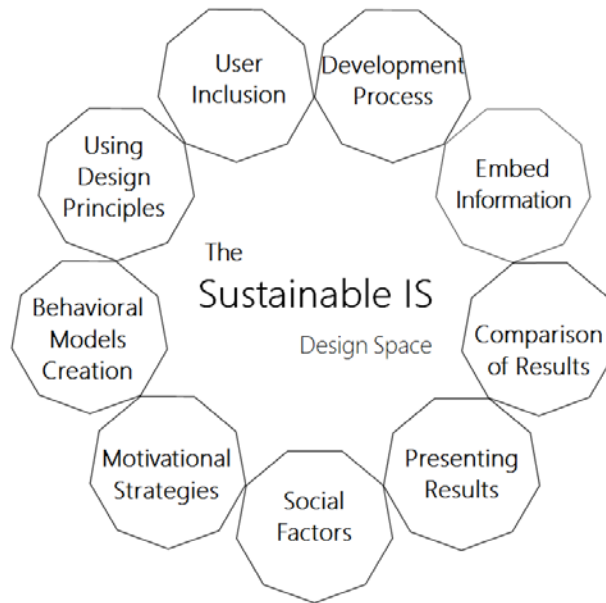 User
Inclusion
Development
Process
Using
Design
Principles
Embed
Information
The
Sustainable IS
Design Space
Behavioral
Models
Creation
Comparison
of Results
Motivational
Strategies
Presenting
Results
Social
Factors